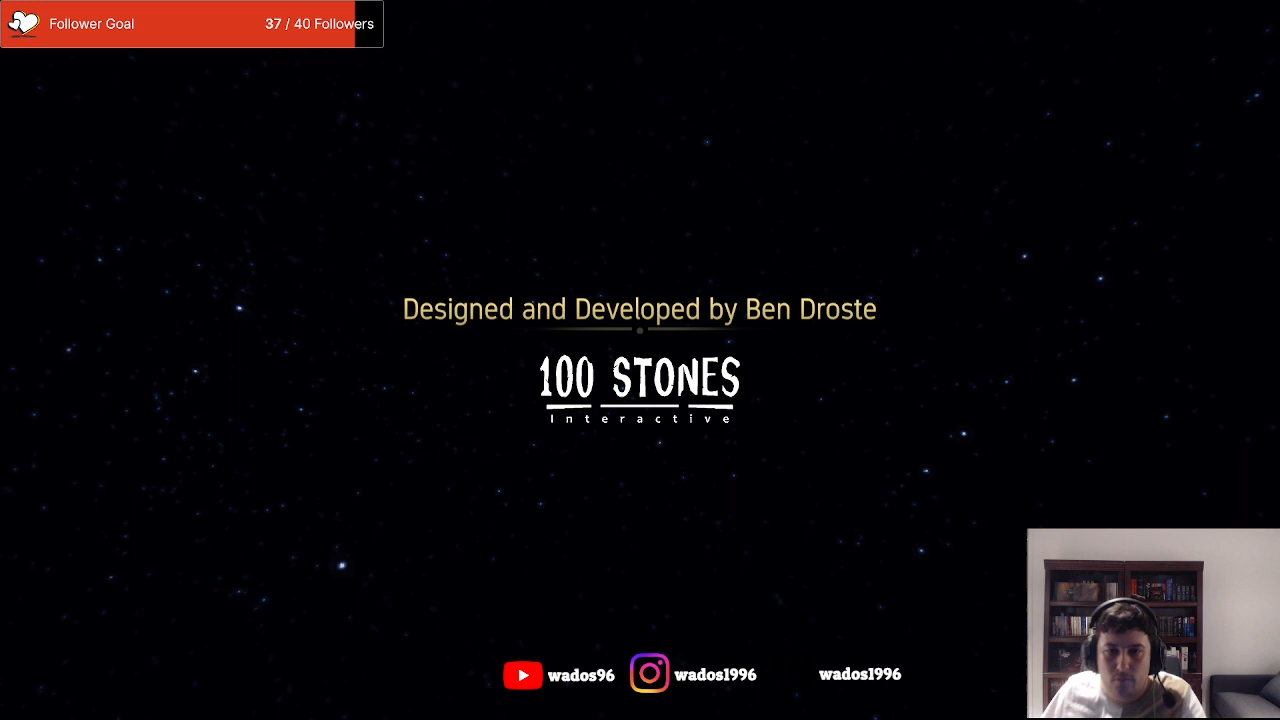 Follower Goal 37 / 40 Followers
Designed and Developed by Ben Droste
100 STONES
Interactive
wados96 wados1996 wados1996